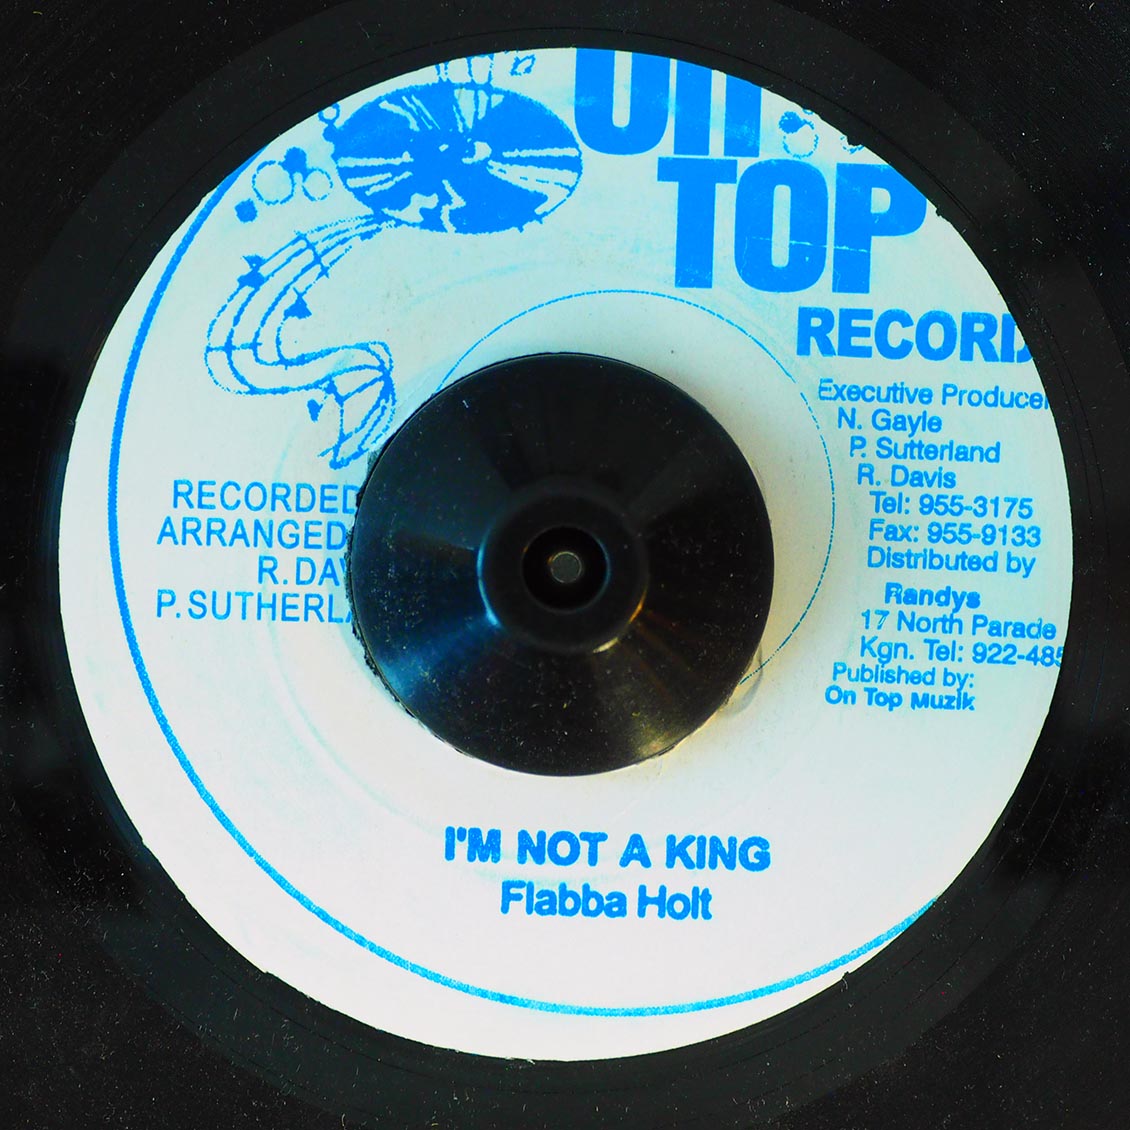 On
TOP
RECORD
Executive Producer
N. Gayle
P. Sutterland
R. Davis
Tel: 955-3175
Fax: 955-9133
Distributed by
Randys
17 North Parade
Kgn. Tel: 922-485
Published by:
On Top Muzik
RECORDED
ARRANGED
R.DAV
P.SUTHERLA
I'M NOT A KING
Flabba Holt